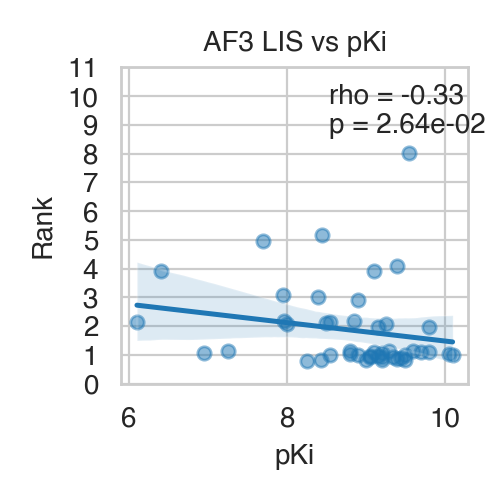 AF3 LIS vs pKi
rho = -0.33
p = 2.64e-02
11
10
9
8
7
6
5
4
3
2
1
0
Rank
6 8 10
pKi